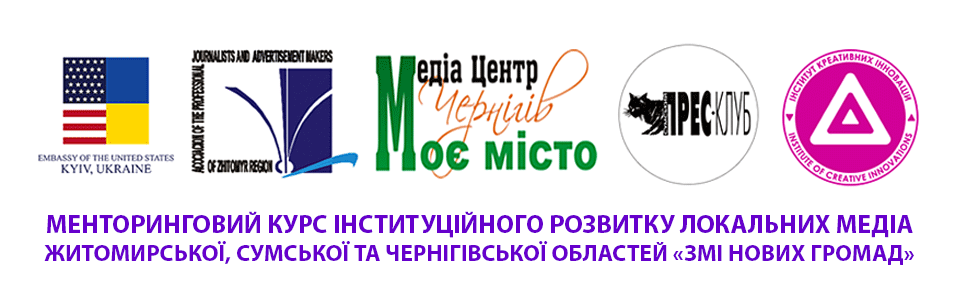 EMBASSY OF THE UNITED STATES
KYIV, UKRAINE
JOURNALISTS AND ADVERTISEMENT MAKERS
ACCOCIATION OF THE PROFESSIONAL
OF ZHITOMYR REGION
Медіа Центр
Чернігів
Моє місто
ПРЕС-КЛУБ
ІНСТИТУТ КРЕАТИВНИХ ІННОВАЦІЙ
INSTITUTE OF CREATIVE INNOVATIONS
МЕНТОРИНГОВИЙ КУРС ІНСТИТУЦІЙНОГО РОЗВИТКУ ЛОКАЛЬНИХ МЕДІА
ЖИТОМИРСЬКОЇ, СУМСЬКОЇ ТА ЧЕРНІГІВСЬКОЇ ОБЛАСТЕЙ «ЗМІ НОВИХ ГРОМАД»